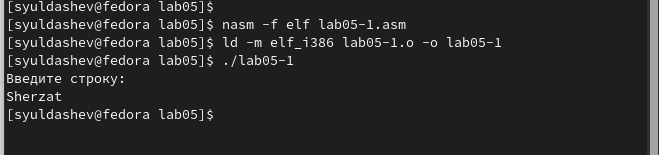 [syuldashev@fedora lab05]$
[syuldashev@fedora lab05]$ nasm -f elf lab05-1.asm
[syuldashev@fedora lab05]$ ld -m elf_i386 lab05-1.o -o lab05-1
[syuldashev@fedora lab05]$ ./lab05-1
Введите строку:
Sherzat
[syuldashev@fedora lab05]$